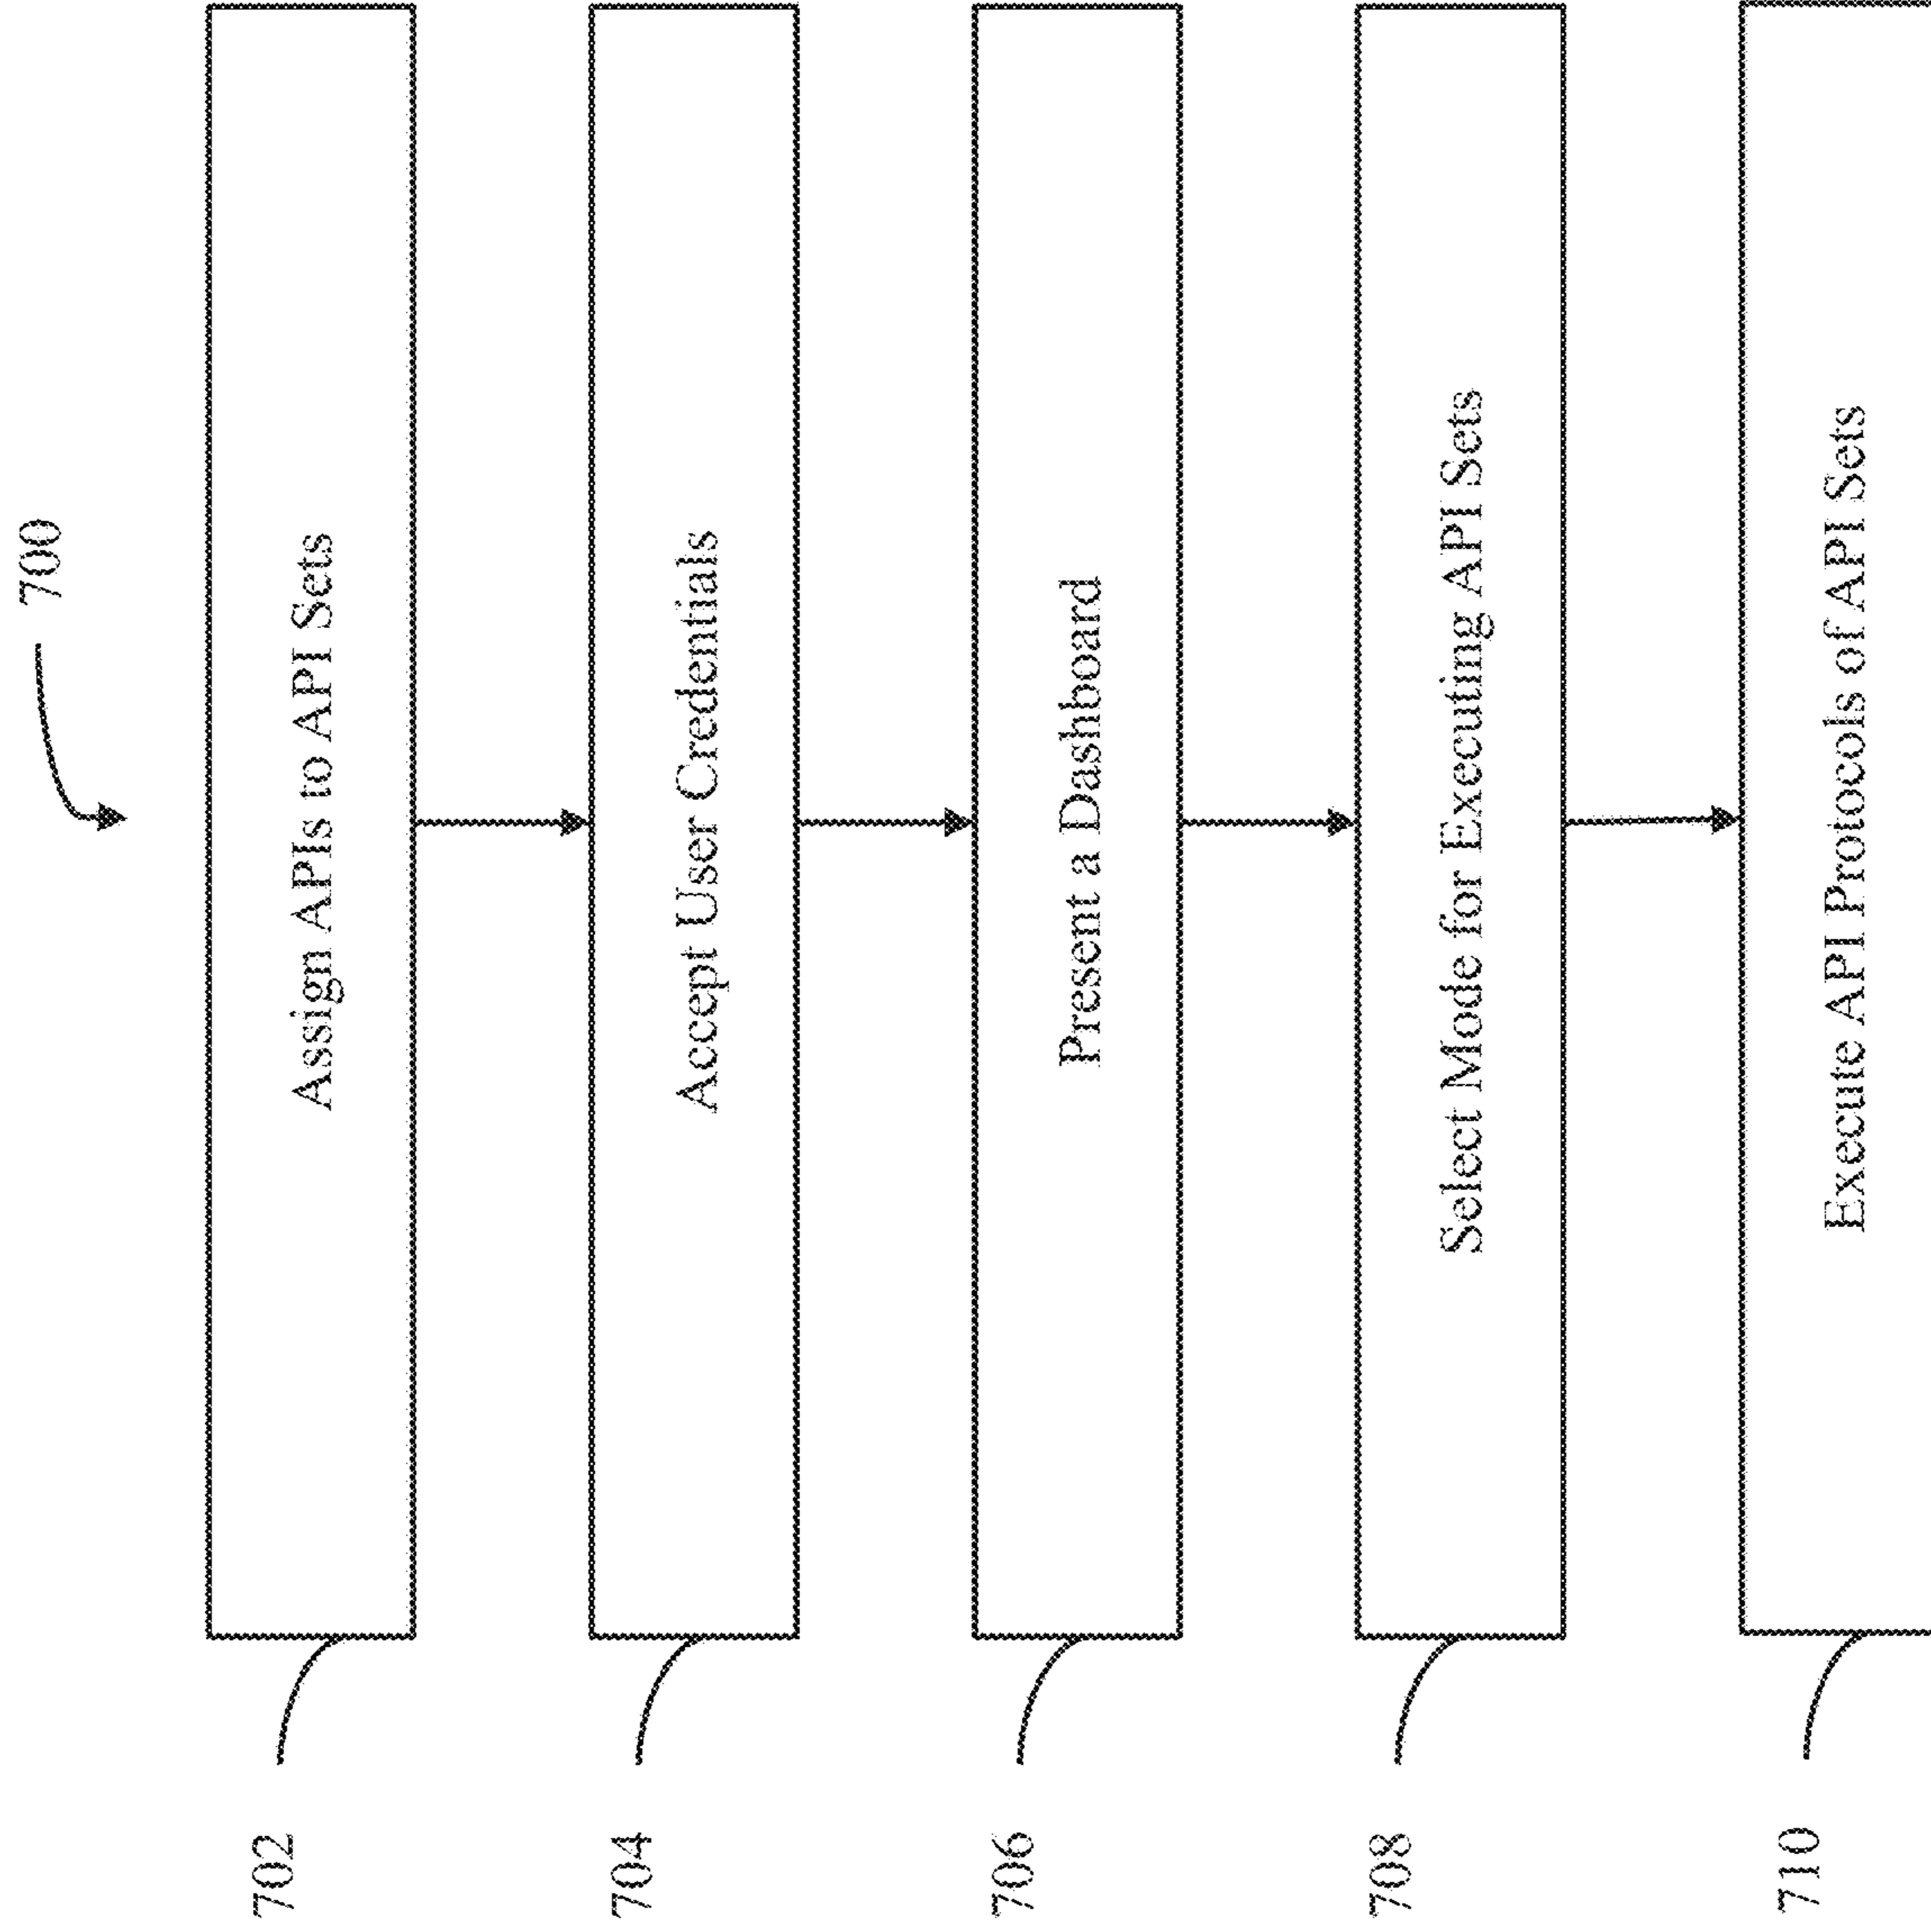 700
702
Assign APIs to API Sets
704
Accept User Credentials
706
Present a Dashboard
708
Select Mode for Executing API Sets
710
Execute API Protocols of API Sets